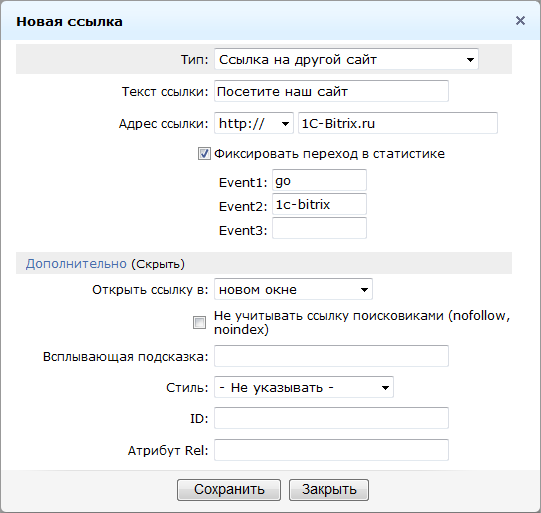 Новая ссылка
Тип: Ссылка на другой сайт
Текст ссылки: Посетите наш сайт
Адрес ссылки: http:// 1C-Bitrix.ru
Фиксировать переход в статистике
Event1: go
Event2: 1c-bitrix
Event3:
Дополнительно (Скрыть)
Открыть ссылку в: новом окне
Не учитывать ссылку поисковиками (nofollow,
noindex)
Всплывающая подсказка:
Стиль: - Не указывать -
ID:
Атрибут Rel:
Сохранить Закрыть